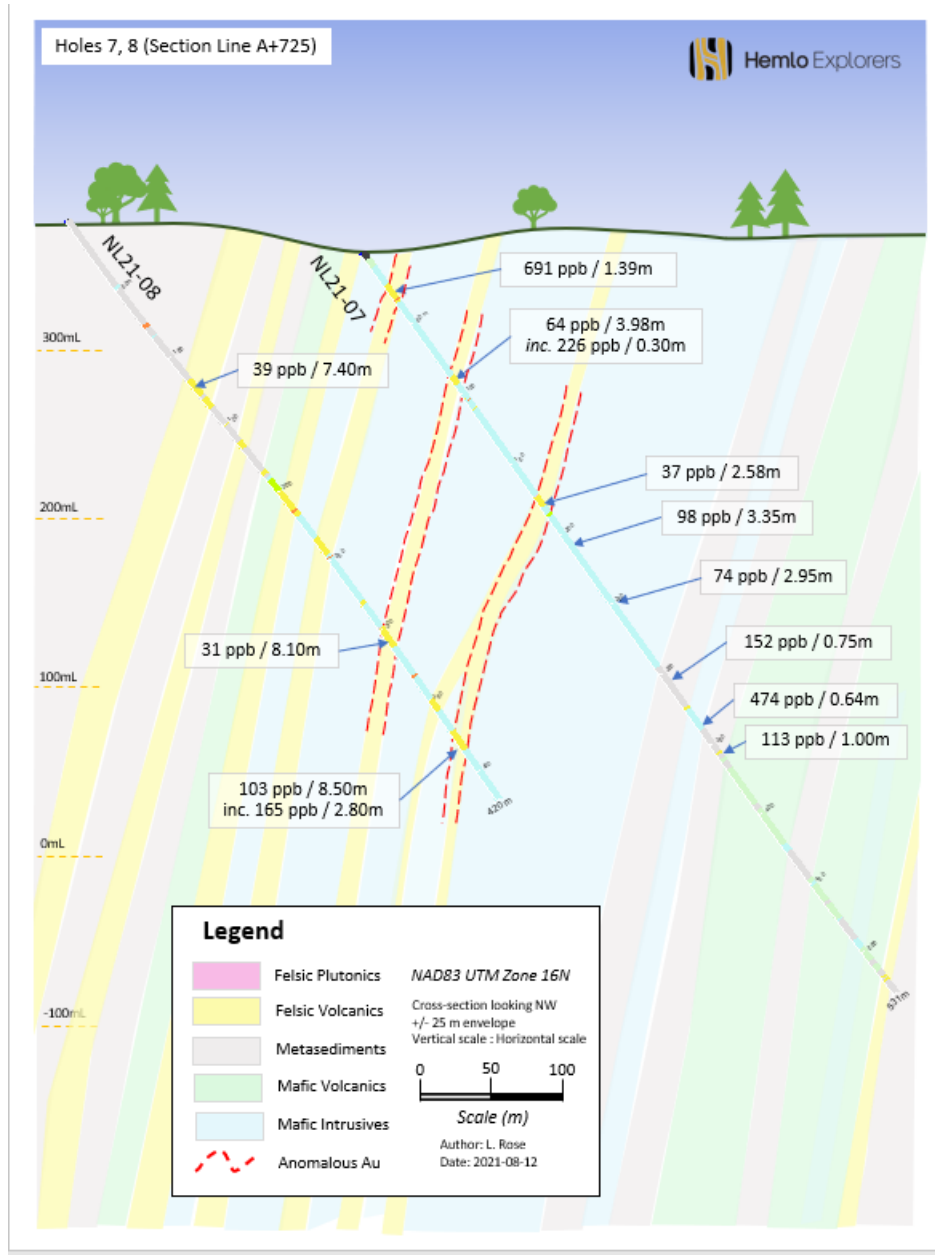 Holes 7, 8 (Section Line A+725)
Hemlo Explorers
NL21-08
NL21-07
691 ppb / 1.39m
64 ppb / 3.98m
inc. 226 ppb / 0.30m
300mL
39 ppb / 7.40m
37 ppb / 2.58m
200mL
98 ppb / 3.35m
74 ppb / 2.95m
31 ppb / 8.10m
152 ppb / 0.75m
100mL
474 ppb / 0.64m
113 ppb / 1.00m
103 ppb / 8.50m
inc. 165 ppb / 2.80m
420m
0mL
531m
-100mL
Legend
Felsic Plutonics
Felsic Volcanics
Metasediments
Mafic Volcanics
Mafic Intrusives
Anomalous Au
NAD83 UTM Zone 16N
Cross-section looking NW
+/- 25 m envelope
Vertical scale : Horizontal scale
0 50 100
Scale (m)
Author: L. Rose
Date: 2021-08-12